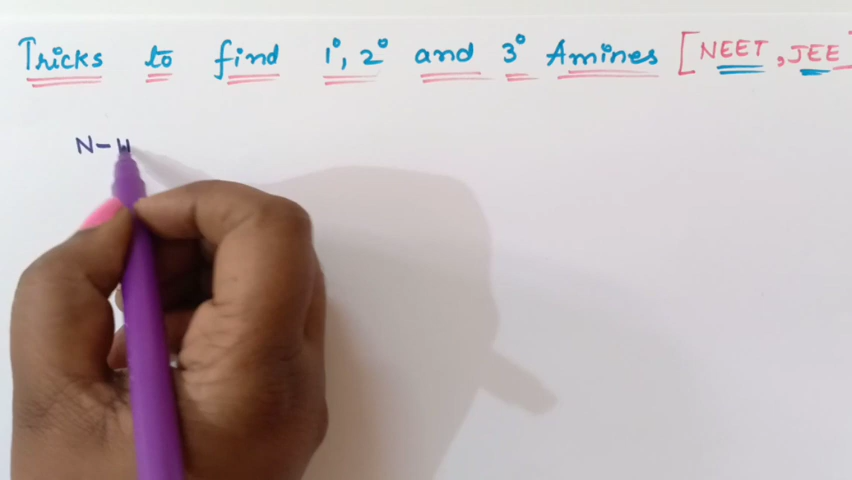 Tricks to find 1°, 2° and 3° Amines [NEET, JEE]
N-H